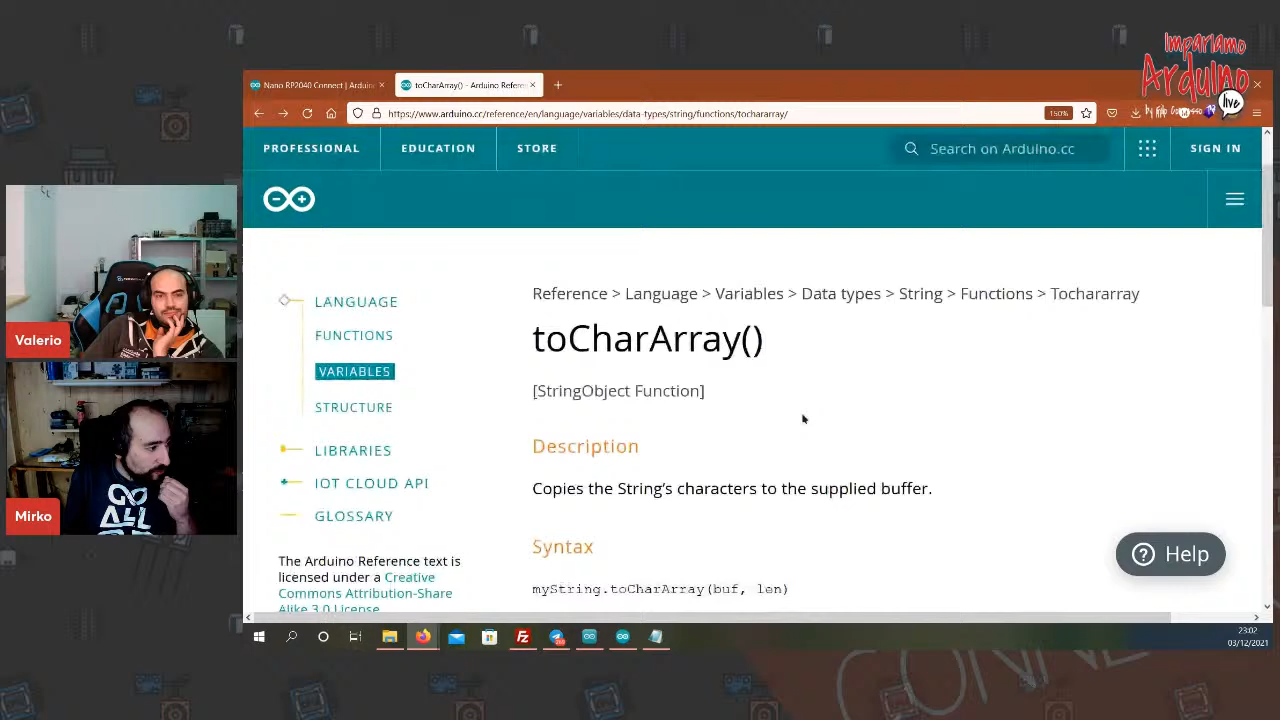 Impariamo
Arduino
live
Nano RP2040 Connect | Arduin
toCharArray() - Arduino Refere
https://www.arduino.cc/reference/en/language/variables/data-types/string/functions/tochararray/
150%
PROFESSIONAL
EDUCATION
STORE
Search on Arduino.cc
SIGN IN
LANGUAGE
FUNCTIONS
VARIABLES
STRUCTURE
LIBRARIES
IOT CLOUD API
GLOSSARY
The Arduino Reference text is
licensed under a Creative
Commons Attribution-Share
Alike 3.0 License
Reference > Language > Variables > Data types > String > Functions > Tochararray
toCharArray()
[StringObject Function]
Description
Copies the String's characters to the supplied buffer.
Syntax
myString.toCharArray(buf, len)
Help
Valerio
Mirko
GO
ALL
23:02
03/12/2021
CONNE